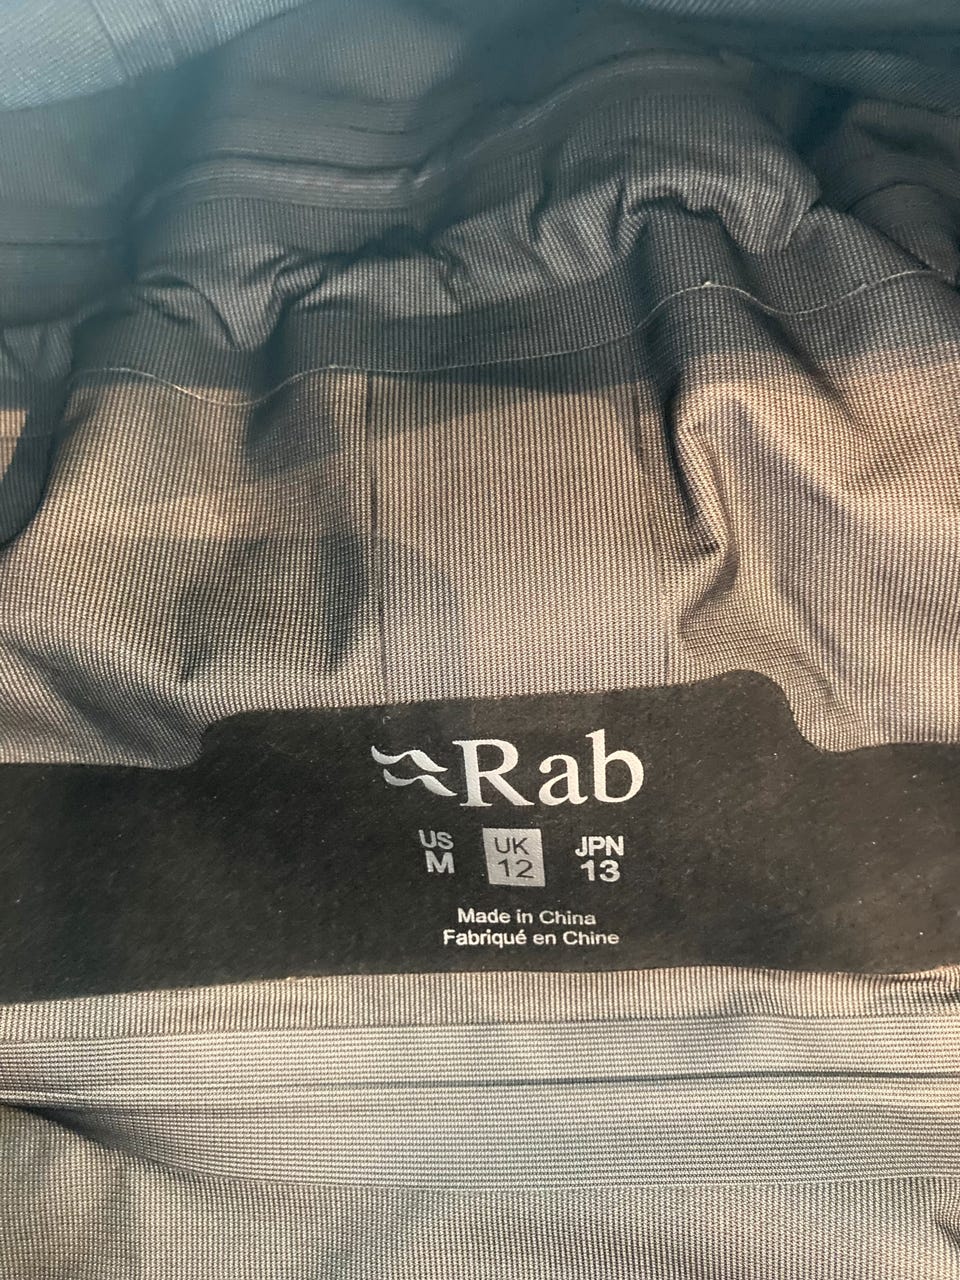 Rab
US UK JPN
M 12 13
Made in China
Fabriqué en Chine